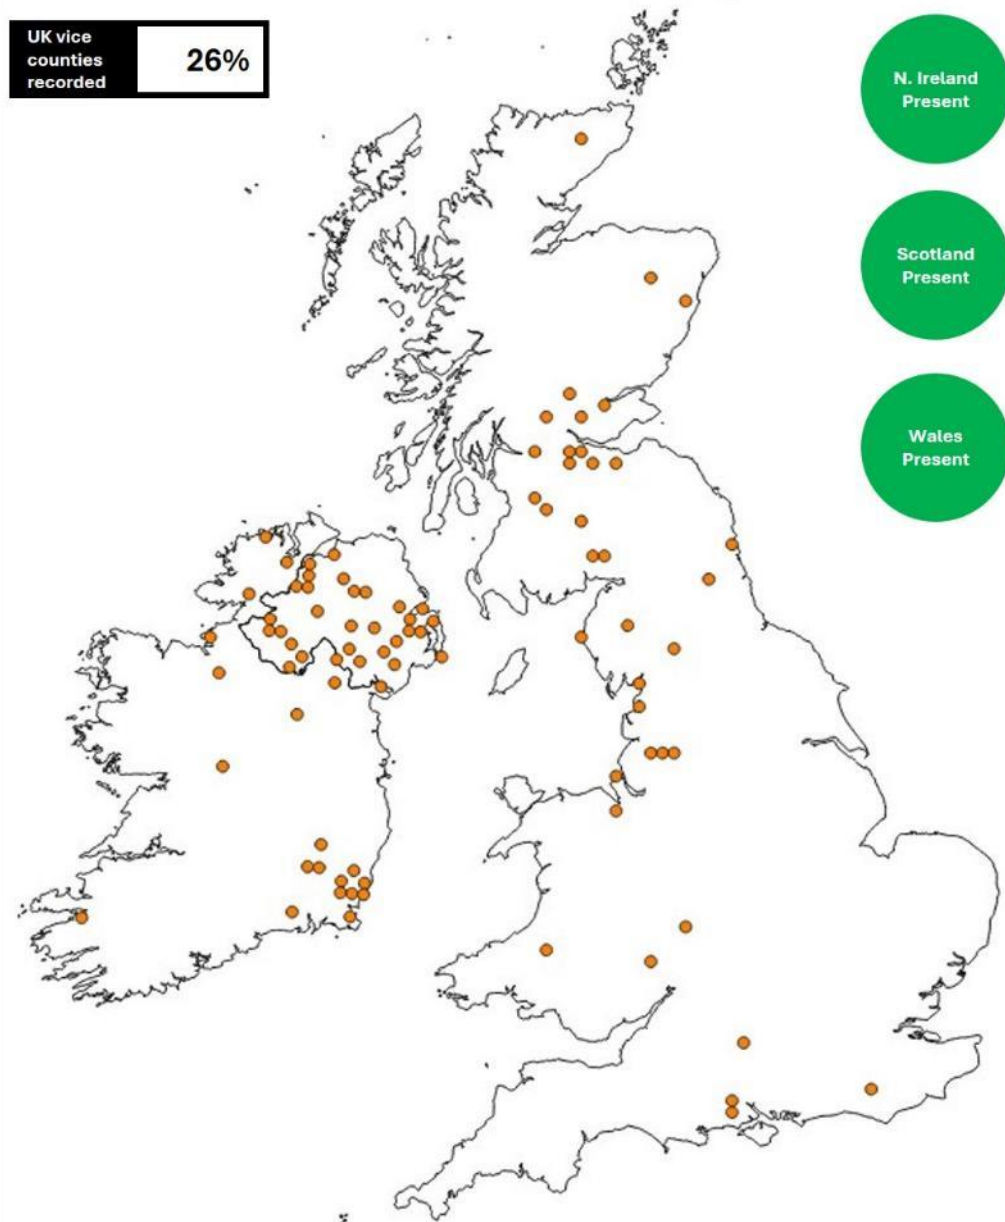 UK vice
counties
recorded
26%
N. Ireland
Present
Scotland
Present
Wales
Present